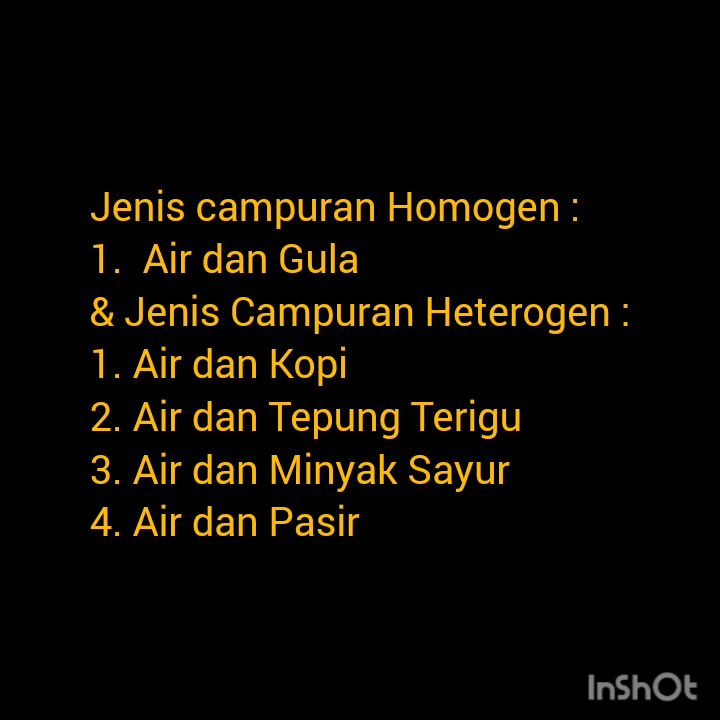 Jenis campuran Homogen :
1. Air dan Gula
& Jenis Campuran Heterogen :
1. Air dan Kopi
2. Air dan Tepung Terigu
3. Air dan Minyak Sayur
4. Air dan Pasir
InShOt